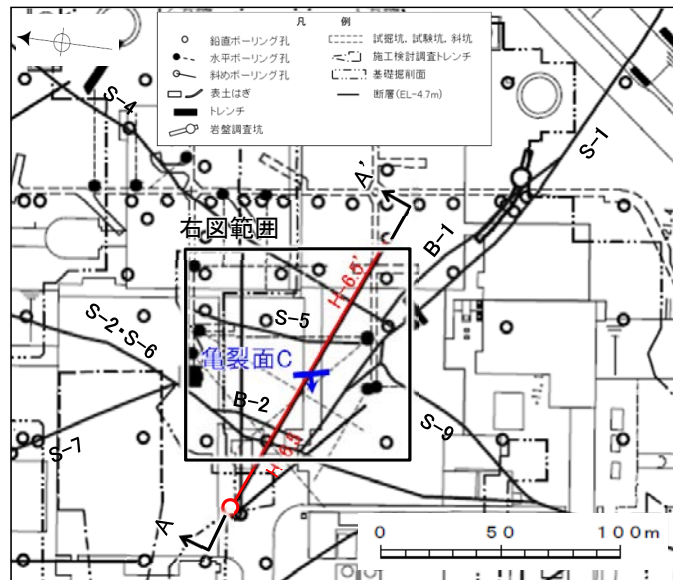 凡 例
鉛直ボーリング孔
水平ボーリング孔
斜めボーリング孔
表土はぎ
トレンチ
岩盤調査坑
試掘坑, 試験坑, 斜坑
施工検討調査トレンチ
基礎掘削面
断層(EL-4.7m)
S-4
S-1
A'
右図範囲
B-1
H-6.5'
S-5
S-2・S-6
亀裂面C
B-2
S-9
S-7
H-6.5'
A
0 50 100m